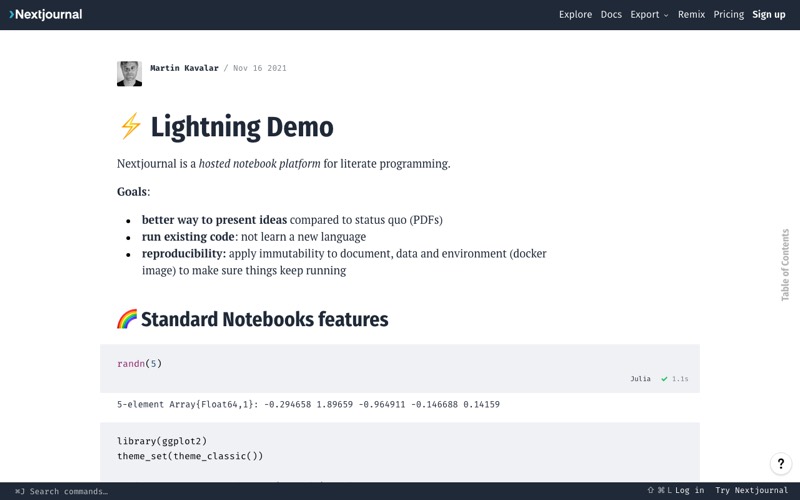 Nextjournal
Explore Docs Export Remix Pricing Sign up
Martin Kavalar / Nov 16 2021
Lightning Demo
Nextjournal is a hosted notebook platform for literate programming.
Goals:
better way to present ideas compared to status quo (PDFs)
run existing code: not learn a new language
reproducibility: apply immutability to document, data and environment (docker
image) to make sure things keep running
Table of Contents
Standard Notebooks features
randn(5)
Julia ✓ 1.1s
5-element Array{Float64,1}: -0.294658 1.89659 -0.964911 -0.146688 0.14159
library(ggplot2)
theme_set(theme_classic())
?
⌘J Search commands…
⇧⌘L Log in Try Nextjournal